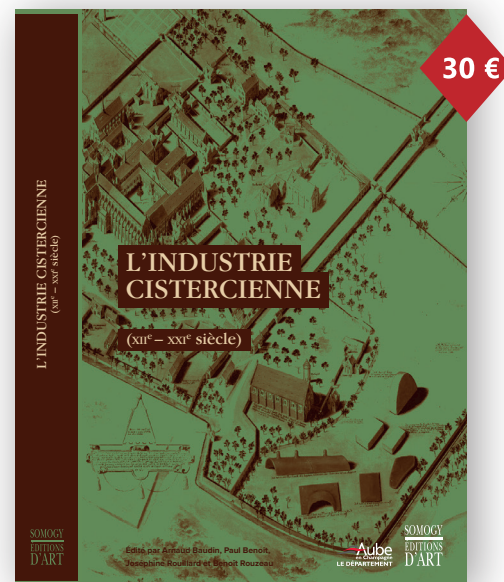 30 €
L'INDUSTRIE CISTERCIENNE
(XIIᵉ – XXIᵉ siècle)
L'INDUSTRIE
CISTERCIENNE
(XIIᵉ – XXIᵉ siècle)
Édité par Arnaud Baudin, Paul Benoit,
Joséphine Rouillard et Benoît Rouzeau
Aube
en Champagne
LE DÉPARTEMENT
SOMOGY
ÉDITIONS
D'ART
SOMOGY
ÉDITIONS
D'ART